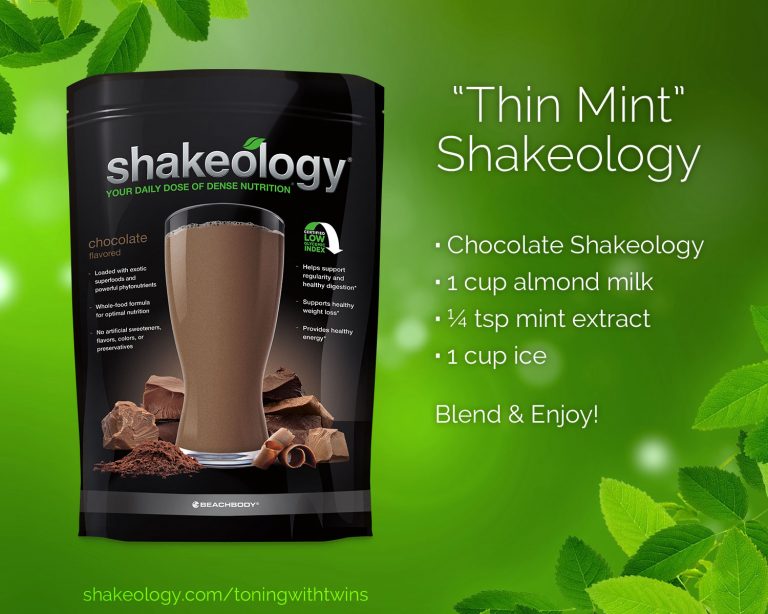 shakeology®
YOUR DAILY DOSE OF DENSE NUTRITION
chocolate
flavored
· Loaded with exotic
superfoods and
powerful phytonutrients
· Whole-food formula
for optimal nutrition
· No artificial sweeteners,
flavors, colors, or
preservatives
CERTIFIED
LOW
GLYCEMIC
INDEX
· Helps support
regularity and
healthy digestion*
· Supports healthy
weight loss*
· Provides healthy
energy*
BEACHBODY®
shakeology.com/toningwithtwins
“Thin Mint”
Shakeology
• Chocolate Shakeology
• 1 cup almond milk
• ¼ tsp mint extract
• 1 cup ice
Blend & Enjoy!